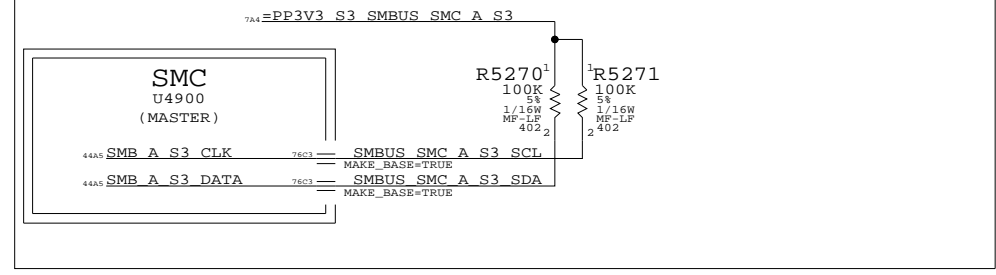 7A4 =PP3V3_S3_SMBUS_SMC_A_S3
SMC
U4900
(MASTER)
R5270
100K
5%
1/16W
MF-LF
402
1
2
R5271
100K
5%
1/16W
MF-LF
402
1
2
44A5 SMB_A_S3_CLK 76C3 SMBUS_SMC_A_S3_SCL
MAKE_BASE=TRUE
44A5 SMB_A_S3_DATA 76C3 SMBUS_SMC_A_S3_SDA
MAKE_BASE=TRUE